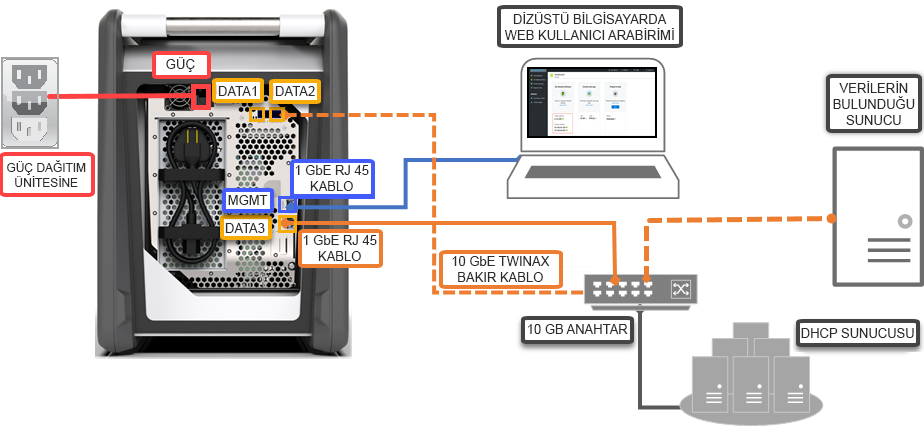 DİZÜSTÜ BİLGİSAYARDA
WEB KULLANICI ARABİRİMİ
GÜÇ
DATA1
DATA2
VERİLERİN
BULUNDUĞU
SUNUCU
GÜÇ DAĞITIM
ÜNİTESİNE
1 GbE RJ 45
KABLO
MGMT
DATA3
1 GbE RJ 45
KABLO
10 GbE TWINAX
BAKIR KABLO
10 GB ANAHTAR
DHCP SUNUCUSU